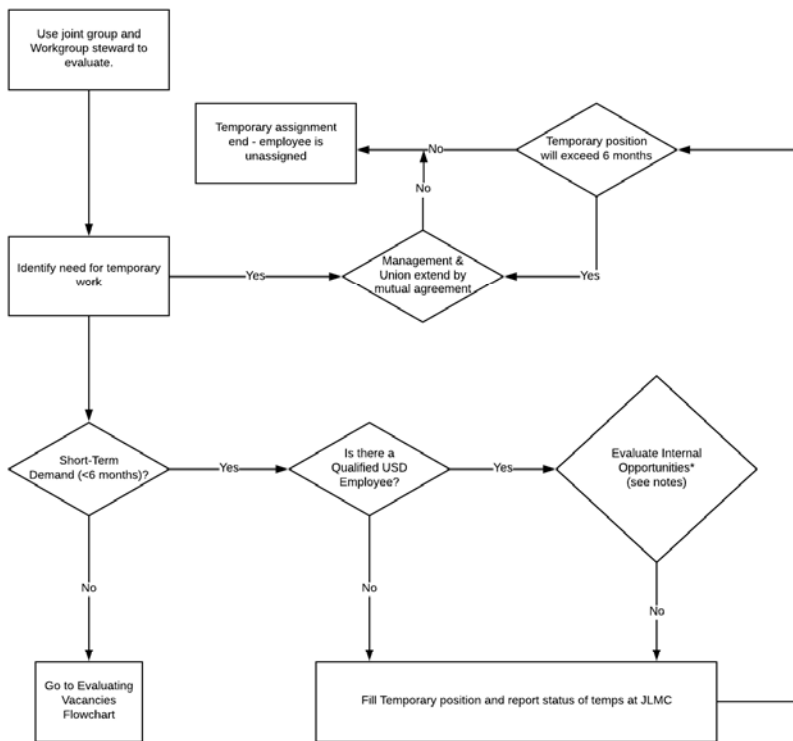 Use joint group and
Workgroup steward to
evaluate.
Temporary assignment
end - employee is
unassigned
No
Temporary position
will exceed 6 months
No
Identify need for temporary
work
Yes
Management &
Union extend by
mutual agreement
Yes
Short-Term
Demand (<6 months)?
Yes
Is there a
Qualified USD
Employee?
Yes
Evaluate Internal
Opportunities*
(see notes)
No
No
No
Go to Evaluating
Vacancies
Flowchart
Fill Temporary position and report status of temps at JLMC